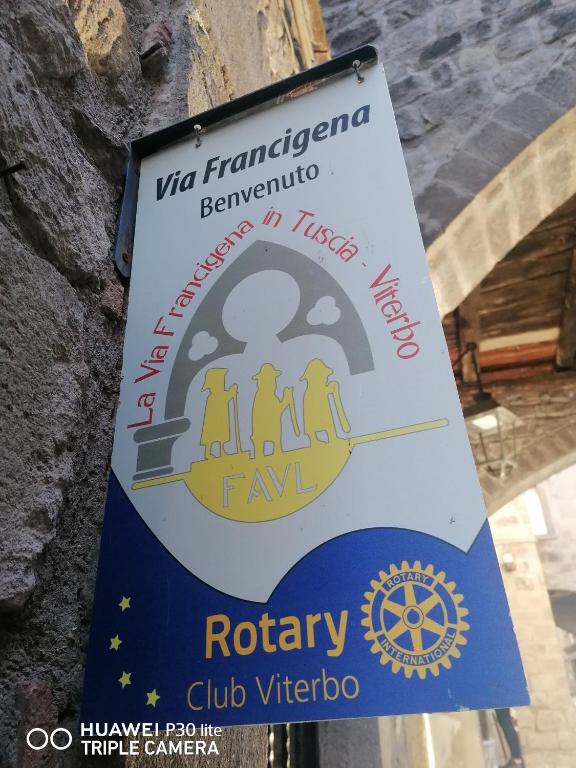 Via Francigena
Benvenuto
La Via Francigena in Tuscia - Viterbo
FAVL
Rotary
Club Viterbo
ROTARY
INTERNATIONAL
HUAWEI P30 lite
TRIPLE CAMERA